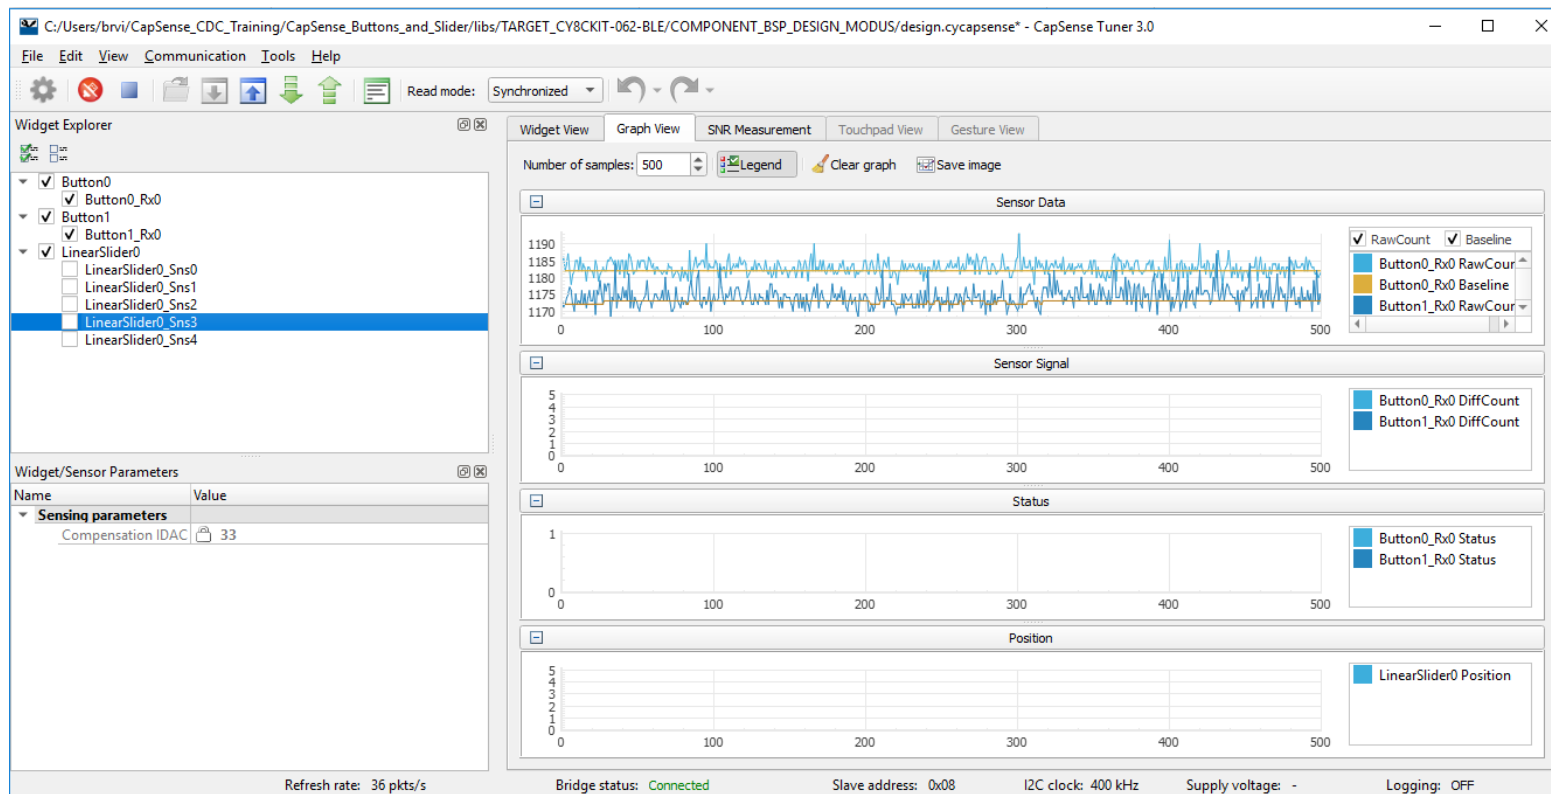 C:/Users/brvi/CapSense_CDC_Training/CapSense_Buttons_and_Slider/libs/TARGET_CY8CKIT-062-BLE/COMPONENT_BSP_DESIGN_MODUS/design.cycapsense* - CapSense Tuner 3.0
File Edit View Communication Tools Help
Read mode: Synchronized
Widget Explorer
Button0
Button0_Rx0
Button1
Button1_Rx0
LinearSlider0
LinearSlider0_Sns0
LinearSlider0_Sns1
LinearSlider0_Sns2
LinearSlider0_Sns3
LinearSlider0_Sns4
Widget/Sensor Parameters
Name Value
Sensing parameters
Compensation IDAC 33
Widget View Graph View SNR Measurement Touchpad View Gesture View
Number of samples: 500 Legend Clear graph Save image
Sensor Data
1190
1185
1180
1175
1170
0 100 200 300 400 500
RawCount Baseline
Button0_Rx0 RawCour
Button0_Rx0 Baseline
Button1_Rx0 RawCour
Sensor Signal
5
4
3
2
1
0
0 100 200 300 400 500
Button0_Rx0 DiffCount
Button1_Rx0 DiffCount
Status
1
0
0 100 200 300 400 500
Button0_Rx0 Status
Button1_Rx0 Status
Position
5
4
3
2
1
0
0 100 200 300 400 500
LinearSlider0 Position
Refresh rate: 36 pkts/s Bridge status: Connected Slave address: 0x08 I2C clock: 400 kHz Supply voltage: - Logging: OFF